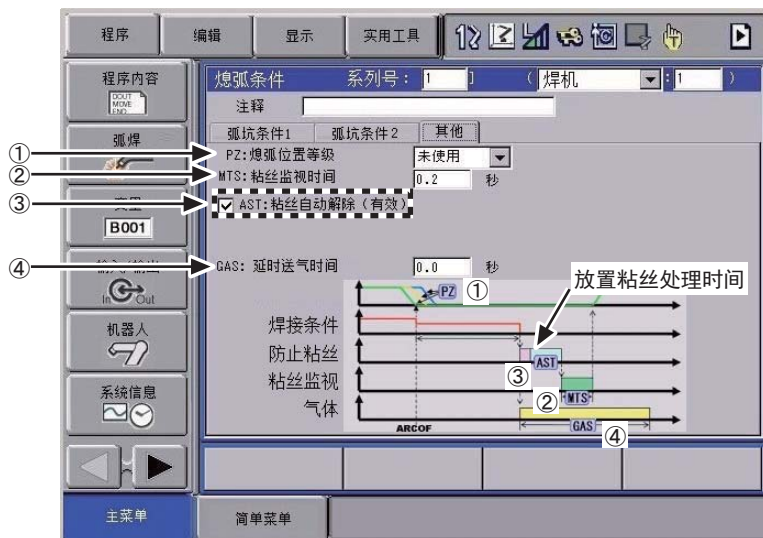 程序
编辑
显示
实用工具
程序内容
DOUT
MOVE
END
弧焊
B001
In Out
机器人
系统信息
主菜单
简单菜单
熄弧条件 系列号： 1 ] ( 焊机 : 1 )
注释 [
弧坑条件1 弧坑条件2 其他
① PZ:熄弧位置等级 未使用
② MTS:粘丝监视时间 0.2 秒
③ AST:粘丝自动解除（有效）
④ GAS: 延时送气时间 0.0 秒
放置粘丝处理时间
PZ ①
焊接条件
防止粘丝 ③ AST
粘丝监视 ② MTS
气体 GAS ④
ARCOF